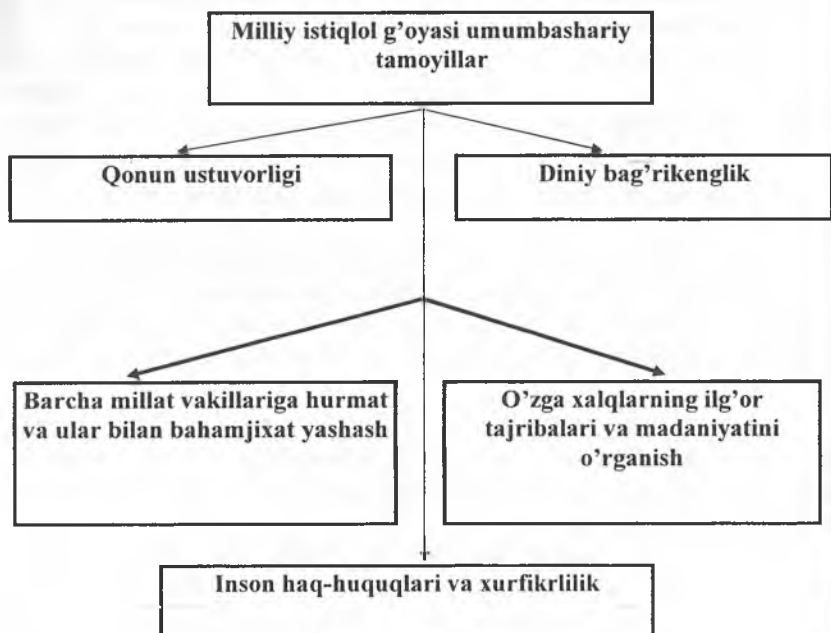 Milliy istiqlol g'oyasi umumbashariy
tamoyillar
Qonun ustuvorligi
Diniy bag'rikenglik
Barcha millat vakillariga hurmat
va ular bilan bahamjixat yashash
O'zga xalqlarning ilg'or
tajribalari va madaniyatini
o'rganish
Inson haq-huquqlari va xurfikrlilik